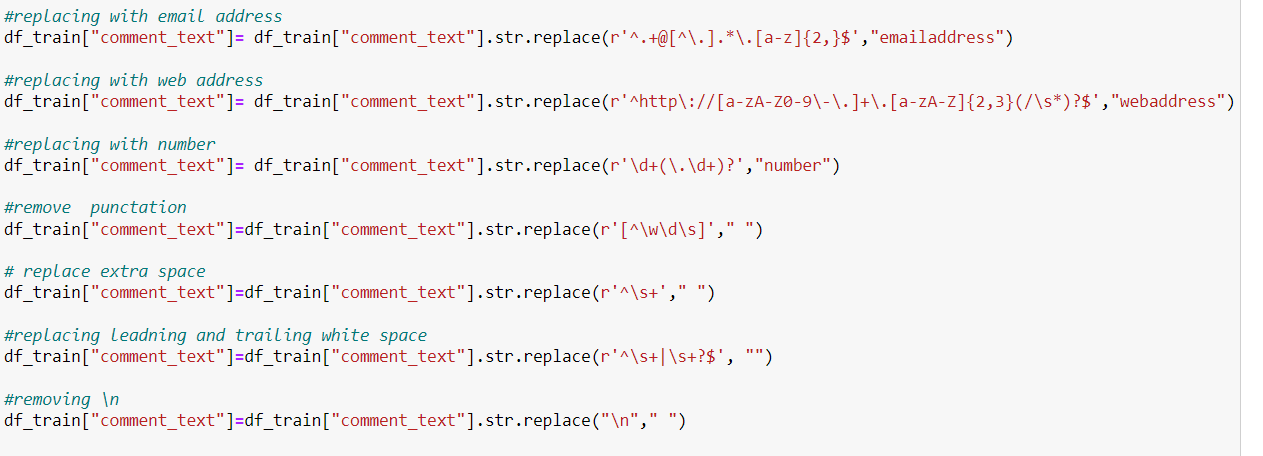 #replacing with email address
df_train["comment_text"]= df_train["comment_text"].str.replace(r'^.+@[^\.].*\.[a-z]{2,}$',"emailaddress")
#replacing with web address
df_train["comment_text"]= df_train["comment_text"].str.replace(r'^http\://[a-zA-Z0-9\-\.]+\.[a-zA-Z]{2,3}(/\s*)?$',"webaddress")
#replacing with number
df_train["comment_text"]= df_train["comment_text"].str.replace(r'\d+(\.\d+)?',"number")
#remove  punctation
df_train["comment_text"]=df_train["comment_text"].str.replace(r'[^\w\d\s]'," ")
# replace extra space
df_train["comment_text"]=df_train["comment_text"].str.replace(r'^\s+'," ")
#replacing leadning and trailing white space
df_train["comment_text"]=df_train["comment_text"].str.replace(r'^\s+|\s+?$', "")
#removing \n
df_train["comment_text"]=df_train["comment_text"].str.replace("\n"," ")